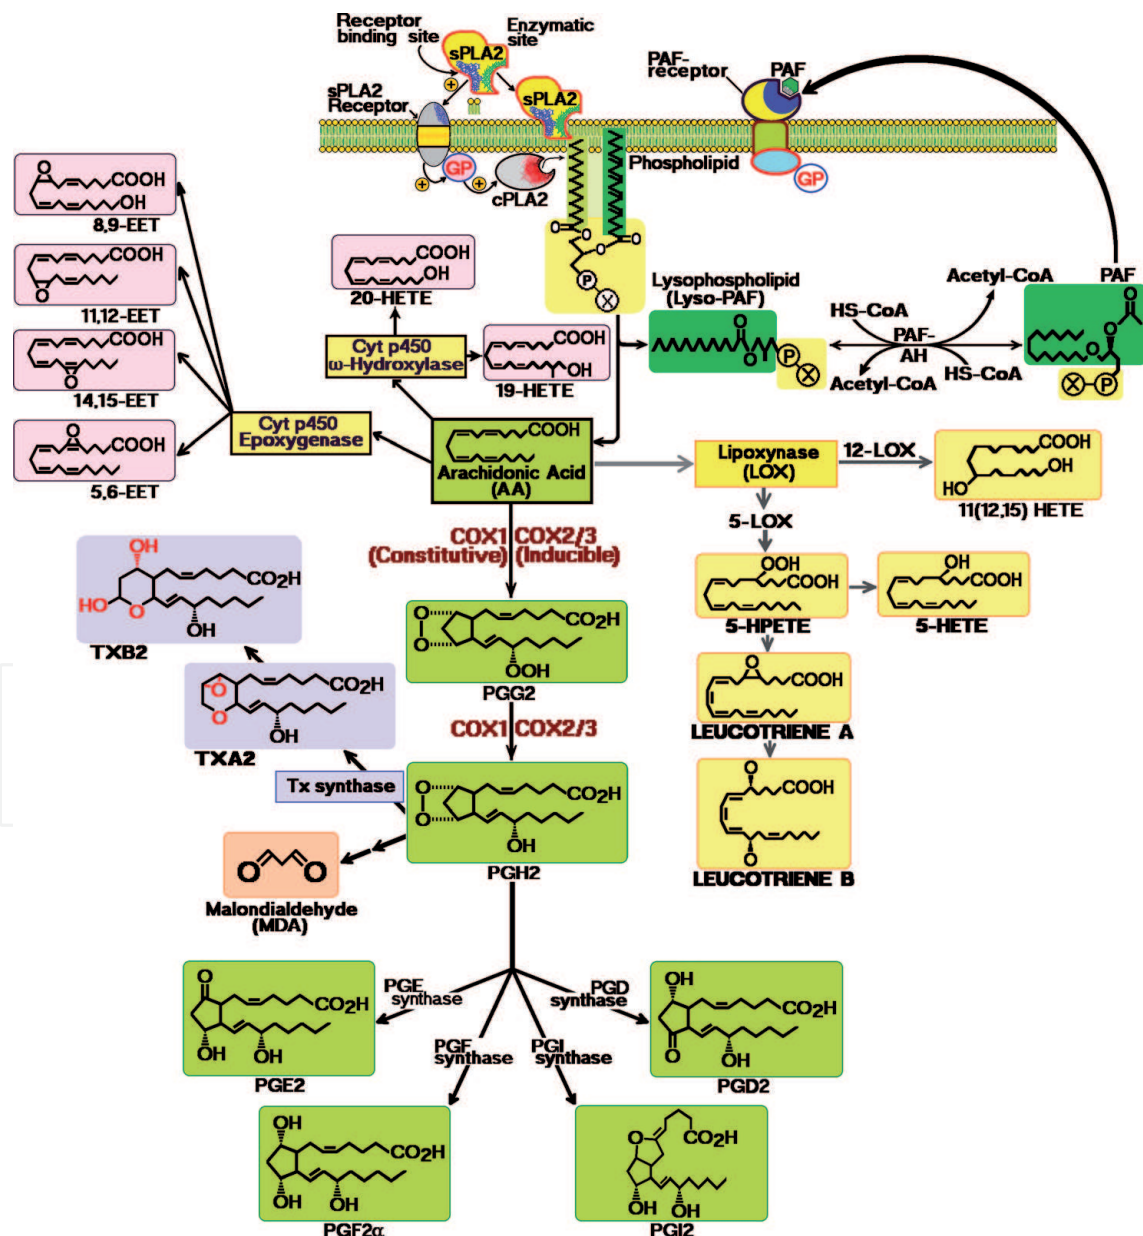 Receptor
binding site
sPLA2
Enzymatic
site
sPLA2
Receptor
sPLA2
PAF-
receptor
PAF
GP
cPLA2
Phospholipid
GP
COOH
OH
8,9-EET
COOH
11,12-EET
COOH
14,15-EET
COOH
5,6-EET
COOH
OH
20-HETE
Cyt p450
ω-Hydroxylase
COOH
OH
19-HETE
Cyt p450
Epoxygenase
COOH
Arachidonic Acid
(AA)
P
X
Lysophospholipid
(Lyso-PAF)
P
X
HS-CoA
Acetyl-CoA
PAF-
AH
Acetyl-CoA
HS-CoA
PAF
X
P
Lipoxynase
(LOX)
12-LOX
COOH
OH
HO
11(12,15) HETE
5-LOX
OOH
COOH
5-HPETE
OH
COOH
5-HETE
COOH
LEUCOTRIENE A
O
COOH
O
LEUCOTRIENE B
COX1 COX2/3
(Constitutive) (Inducible)
CO2H
OOH
PGG2
COX1 COX2/3
OH
CO2H
HO
O
OH
TXB2
CO2H
OH
TXA2
Tx synthase
CO2H
OH
PGH2
O
O
Malondialdehyde
(MDA)
PGE
synthase
PGD
synthase
PGF
synthase
PGI
synthase
O
CO2H
OH
OH
PGE2
OH
CO2H
O
OH
PGD2
OH
CO2H
OH
OH
PGF2α
O
CO2H
OH
OH
PGI2